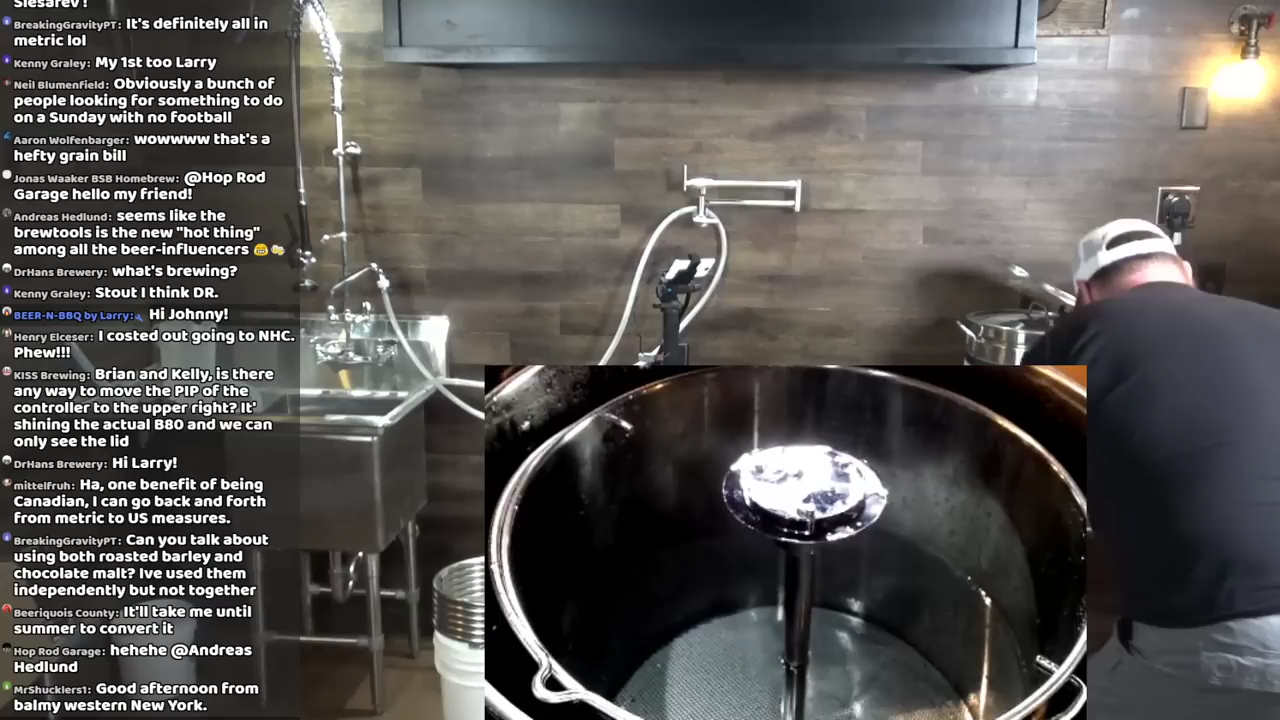 Slesarev !
BreakingGravityPT: It's definitely all in
metric lol
Kenny Graley: My 1st too Larry
Neil Blumenfield: Obviously a bunch of
people looking for something to do
on a Sunday with no football
Aaron Wolfenbarger: wowwww that's a
hefty grain bill
Jonas Waaker BSB Homebrew: @Hop Rod
Garage hello my friend!
Andreas Hedlund: seems like the
brewtools is the new "hot thing"
among all the beer-influencers 😂🍻
DrHans Brewery: what's brewing?
Kenny Graley: Stout I think DR.
BEER-N-BBQ by Larry: Hi Johnny!
Henry Elceser: I costed out going to NHC.
Phew!!!
KISS Brewing: Brian and Kelly, is there
any way to move the PIP of the
controller to the upper right? It'
shining the actual B80 and we can
only see the lid
DrHans Brewery: Hi Larry!
mittelfruh: Ha, one benefit of being
Canadian, I can go back and forth
from metric to US measures.
BreakingGravityPT: Can you talk about
using both roasted barley and
chocolate malt? Ive used them
independently but not together
Beeriquois County: It'll take me until
summer to convert it
Hop Rod Garage: hehehe @Andreas
Hedlund
MrShucklers1: Good afternoon from
balmy western New York.